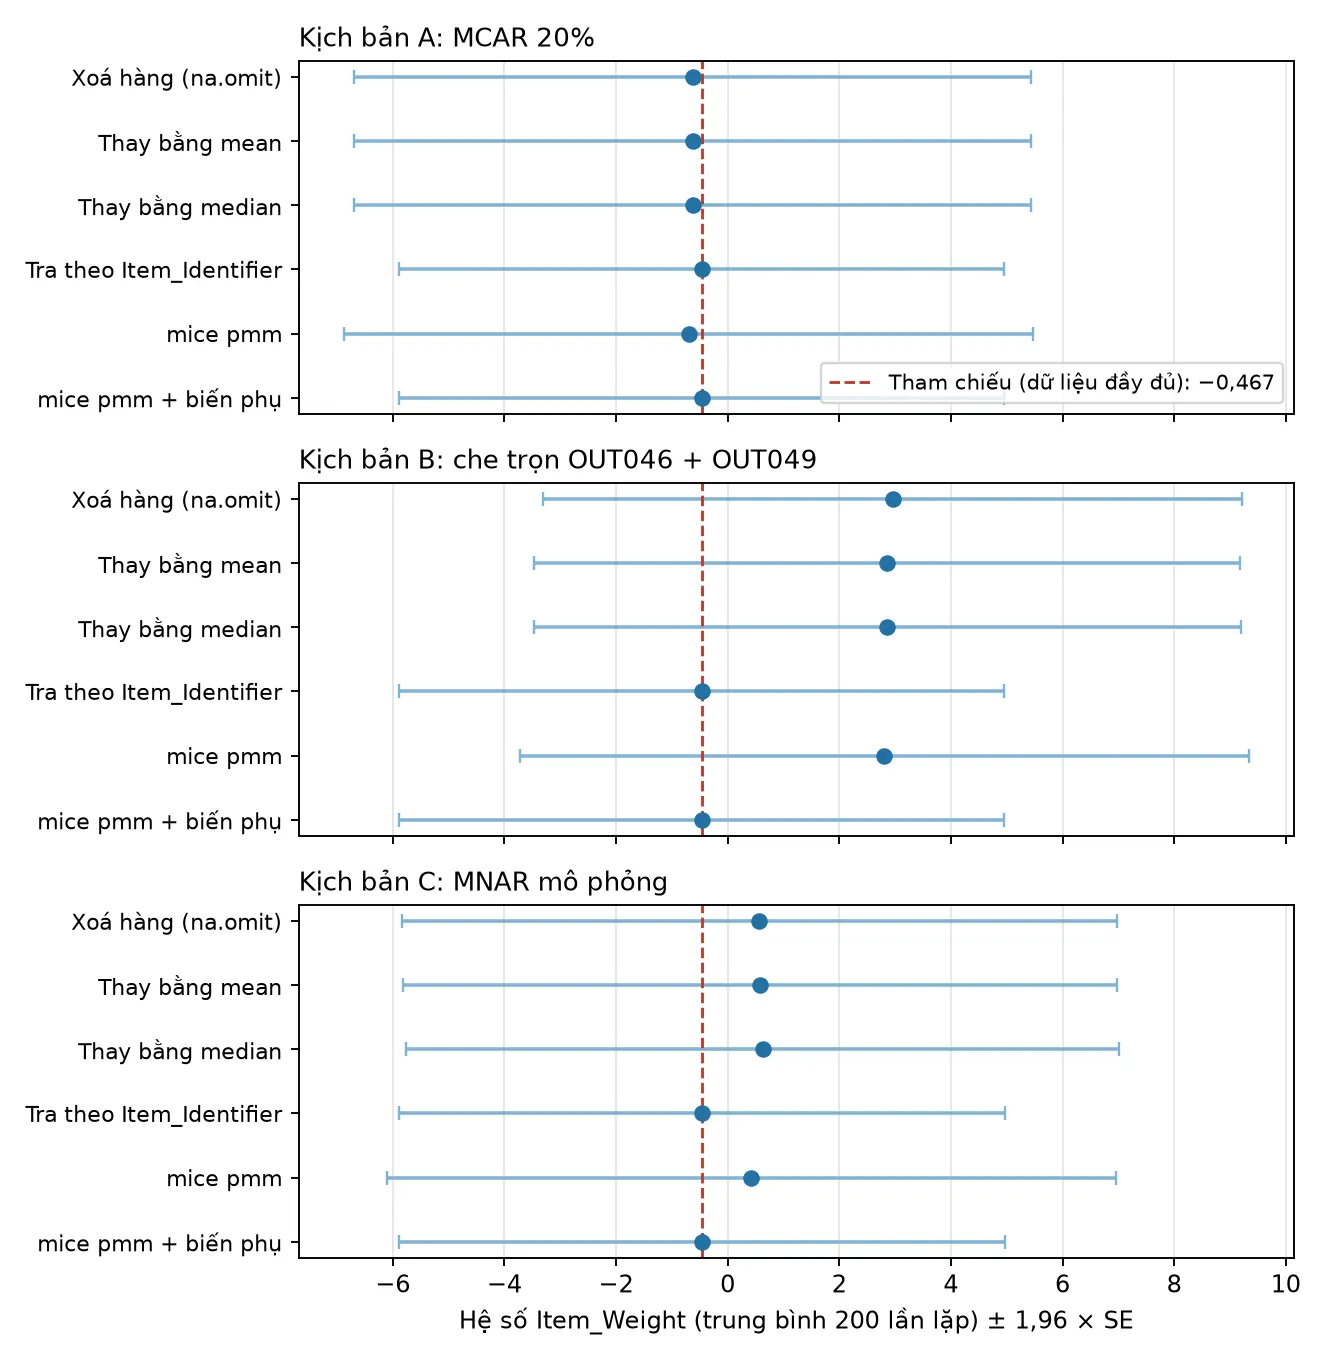 Kịch bản A: MCAR 20%
Xoá hàng (na.omit)
Thay bằng mean
Thay bằng median
Tra theo Item_Identifier
mice pmm
mice pmm + biến phụ
Tham chiếu (dữ liệu đầy đủ): −0,467
Kịch bản B: che trọn OUT046 + OUT049
Xoá hàng (na.omit)
Thay bằng mean
Thay bằng median
Tra theo Item_Identifier
mice pmm
mice pmm + biến phụ
Kịch bản C: MNAR mô phỏng
Xoá hàng (na.omit)
Thay bằng mean
Thay bằng median
Tra theo Item_Identifier
mice pmm
mice pmm + biến phụ
−6 −4 −2 0 2 4 6 8 10
Hệ số Item_Weight (trung bình 200 lần lặp) ± 1,96 × SE